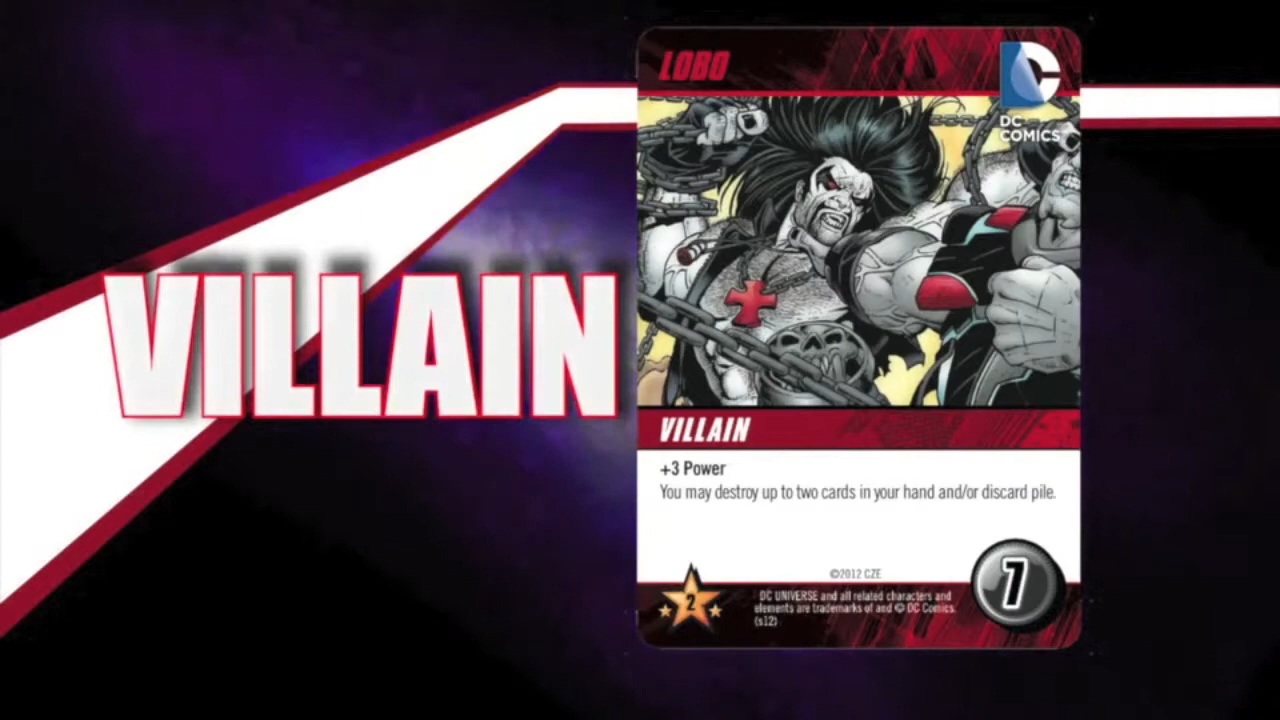 VILLAIN
LOBO
DC
COMICS™
VILLAIN
+3 Power
You may destroy up to two cards in your hand and/or discard pile.
©2012 CZE
2
DC UNIVERSE and all related characters and
elements are trademarks of and © DC Comics.
(s12)
7